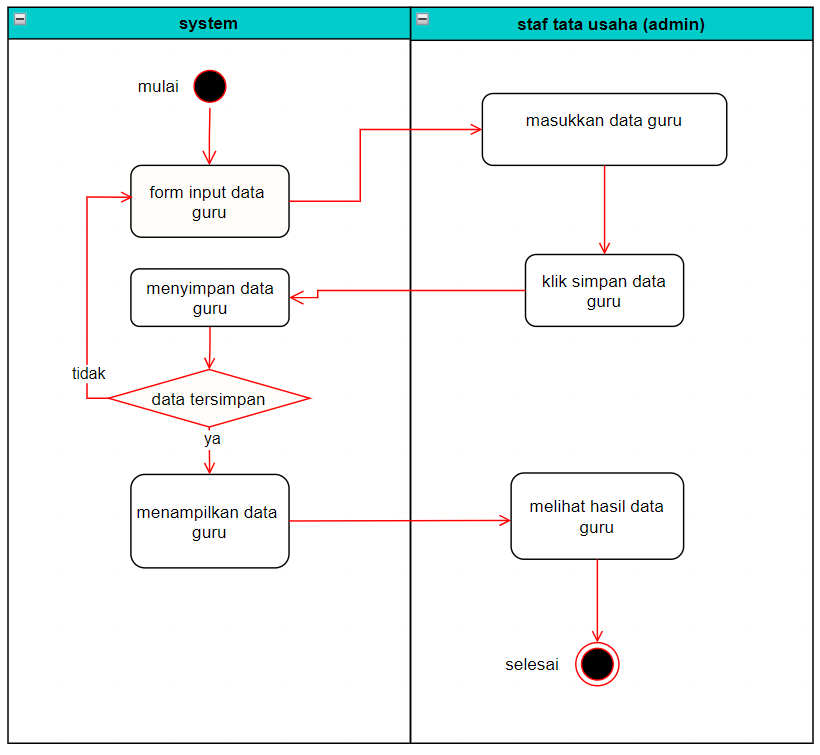 system
staf tata usaha (admin)
mulai
masukkan data guru
form input data
guru
klik simpan data
guru
menyimpan data
guru
tidak
data tersimpan
ya
menampilkan data
guru
melihat hasil data
guru
selesai